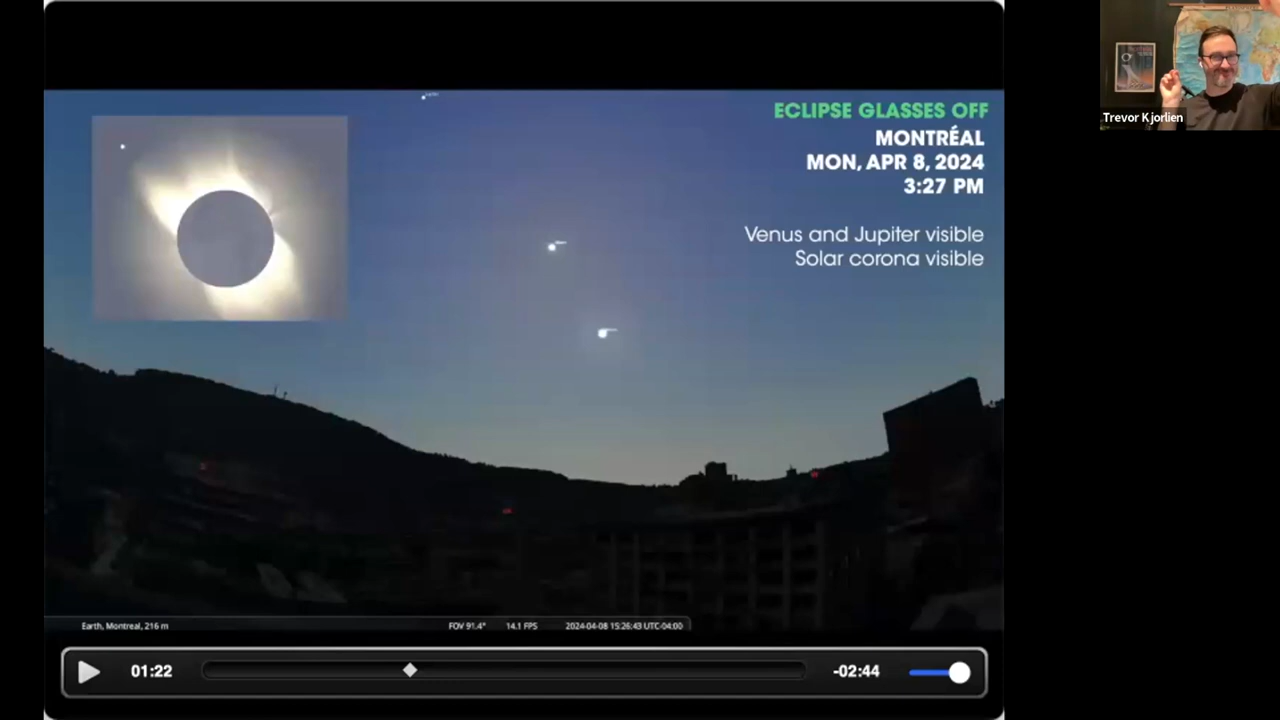 ECLIPSE GLASSES OFF
MONTRÉAL
MON, APR 8, 2024
3:27 PM
Venus and Jupiter visible
Solar corona visible
Trevor Kjorlien
Earth, Montreal, 216 m
FOV 91.4°
14.1 FPS
2024-04-08 15:26:43 UTC-04:00
01:22
-02:44